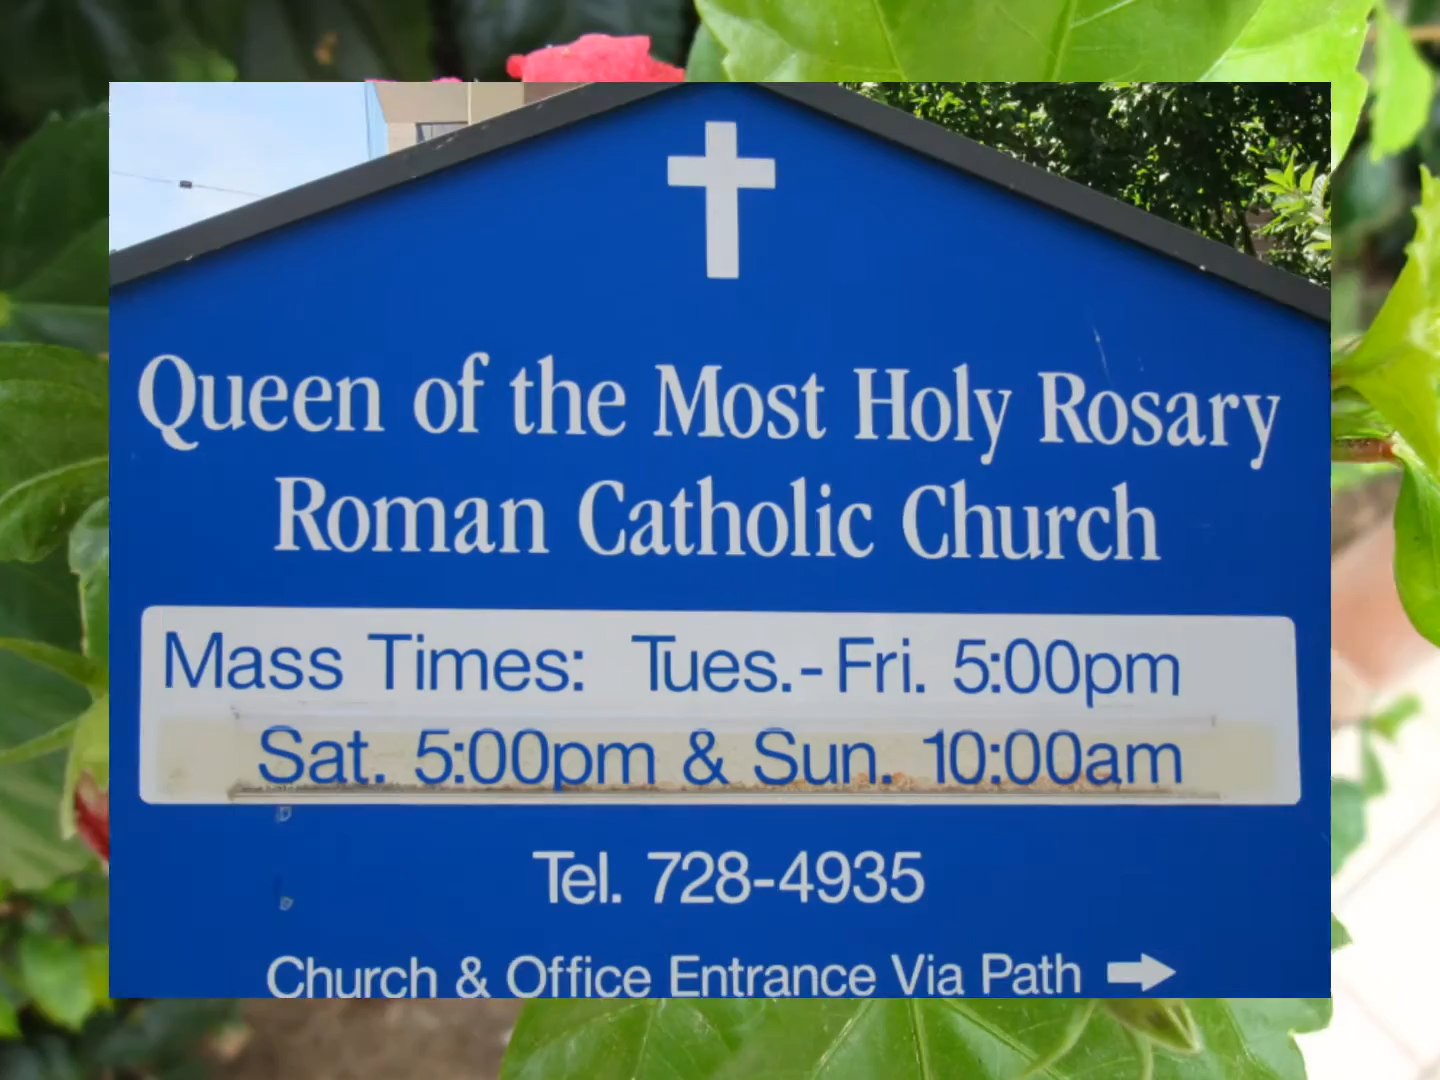 Queen of the Most Holy Rosary
Roman Catholic Church
Mass Times: Tues.-Fri. 5:00pm
Sat. 5:00pm & Sun. 10:00am
Tel. 728-4935
Church & Office Entrance Via Path